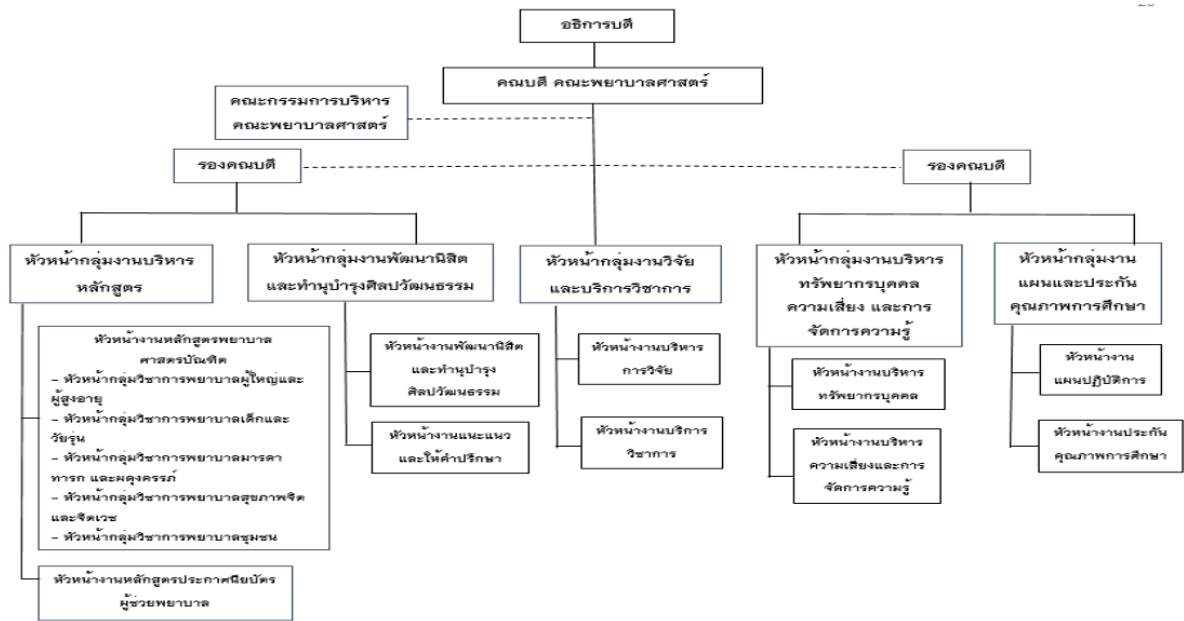 อธิการบดี
คณบดี คณะพยาบาลศาสตร์
คณะกรรมการบริหาร
คณะพยาบาลศาสตร์
รองคณบดี
รองคณบดี
หัวหน้ากลุ่มงานบริหาร
หลักสูตร
หัวหน้ากลุ่มงานพัฒนานิสิต
และทำนุบำรุงศิลปวัฒนธรรม
หัวหน้ากลุ่มงานวิจัย
และบริการวิชาการ
หัวหน้ากลุ่มงานบริหาร
ทรัพยากรบุคคล
ความเสี่ยง และการ
จัดการความรู้
หัวหน้ากลุ่มงาน
แผนและประกัน
คุณภาพการศึกษา
หัวหน้างานหลักสูตรพยาบาล
ศาสตรบัณฑิต
– หัวหน้ากลุ่มวิชาการพยาบาลผู้ใหญ่และ
ผู้สูงอายุ
– หัวหน้ากลุ่มวิชาการพยาบาลเด็กและ
วัยรุ่น
– หัวหน้ากลุ่มวิชาการพยาบาลมารดา
ทารก และผดุงครรภ์
– หัวหน้ากลุ่มวิชาการพยาบาลสุขภาพจิต
และจิตเวช
– หัวหน้ากลุ่มวิชาการพยาบาลชุมชน
หัวหน้างานหลักสูตรประกาศนียบัตร
ผู้ช่วยพยาบาล
หัวหน้างานพัฒนานิสิต
และทำนุบำรุง
ศิลปวัฒนธรรม
หัวหน้างานแนะแนว
และให้คำปรึกษา
หัวหน้างานบริหาร
การวิจัย
หัวหน้างานบริการ
วิชาการ
หัวหน้างานบริหาร
ทรัพยากรบุคคล
หัวหน้างานบริหาร
ความเสี่ยงและการ
จัดการความรู้
หัวหน้างาน
แผนปฏิบัติการ
หัวหน้างานประกัน
คุณภาพการศึกษา